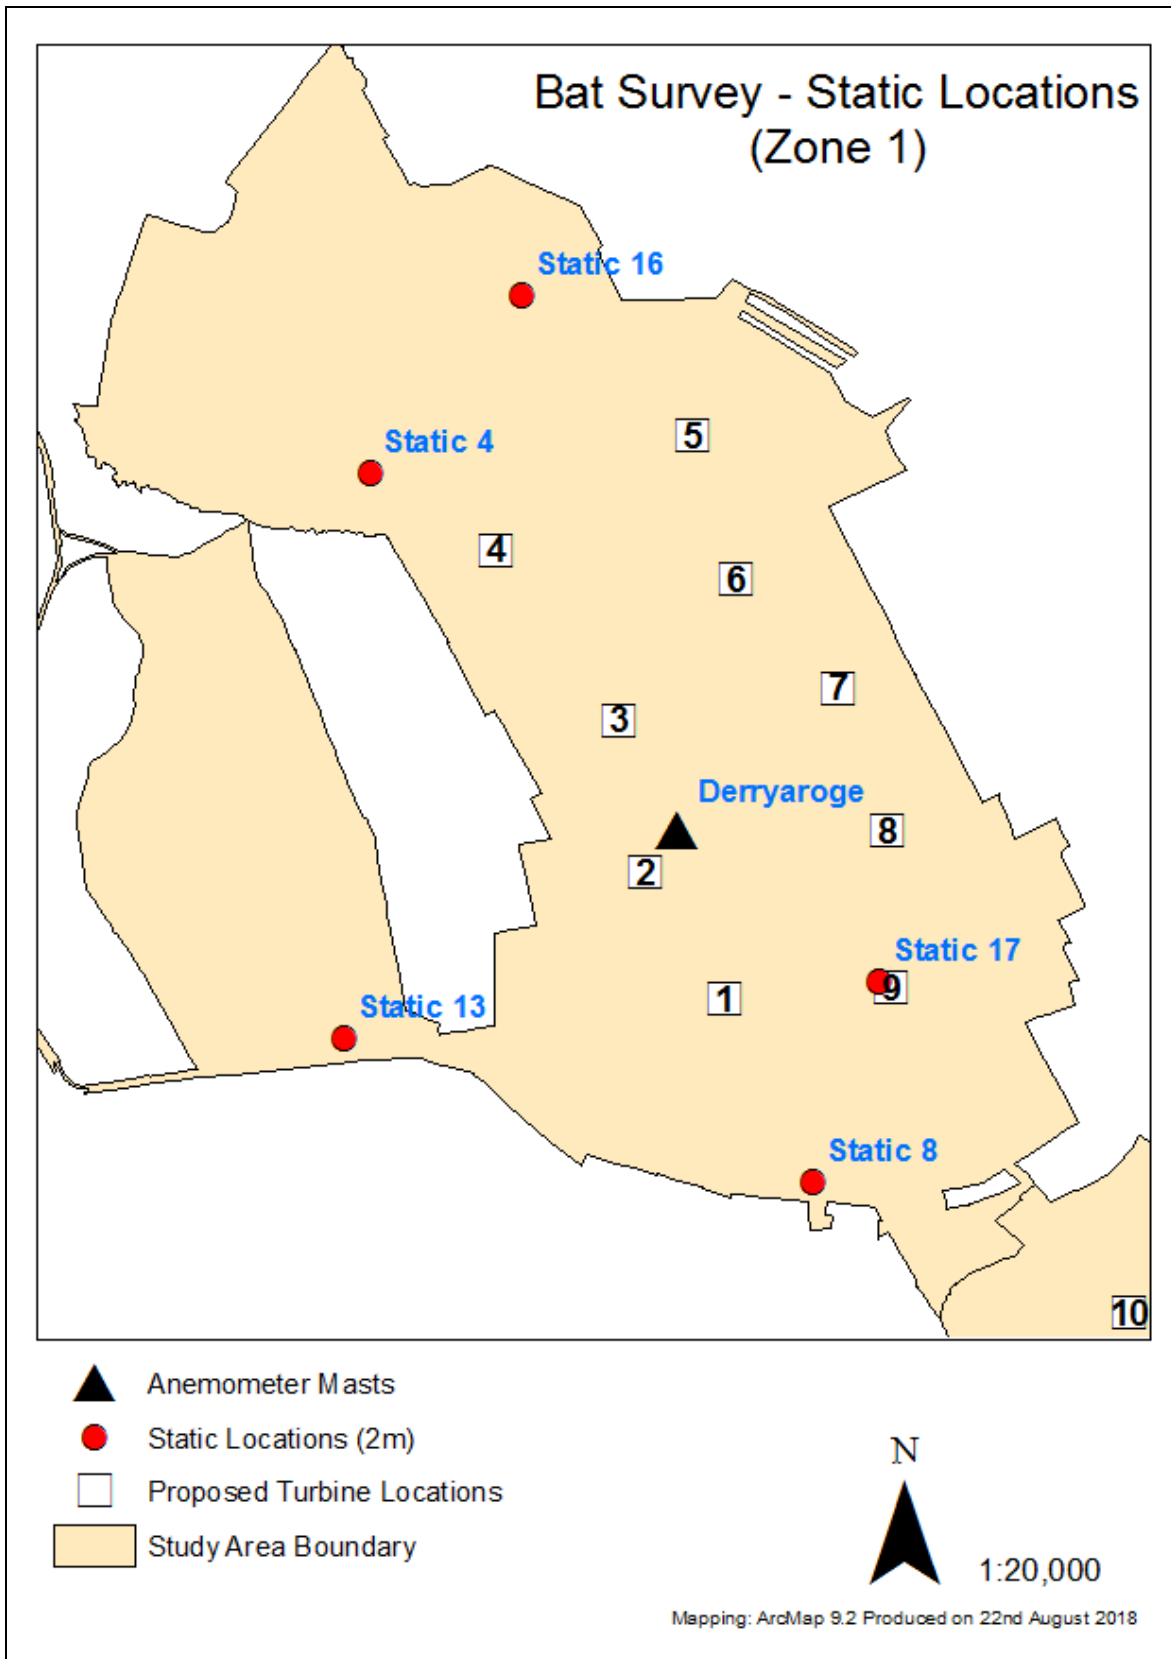 Bat Survey - Static Locations
(Zone 1)
Static 16
Static 4
5
4
6
7
3
Derryaroge
8
2
Static 17
9
1
Static 13
Static 8
10
Anemometer Masts
Static Locations (2m)
Proposed Turbine Locations
Study Area Boundary
N
1:20,000
Mapping: ArcMap 9.2 Produced on 22nd August 2018